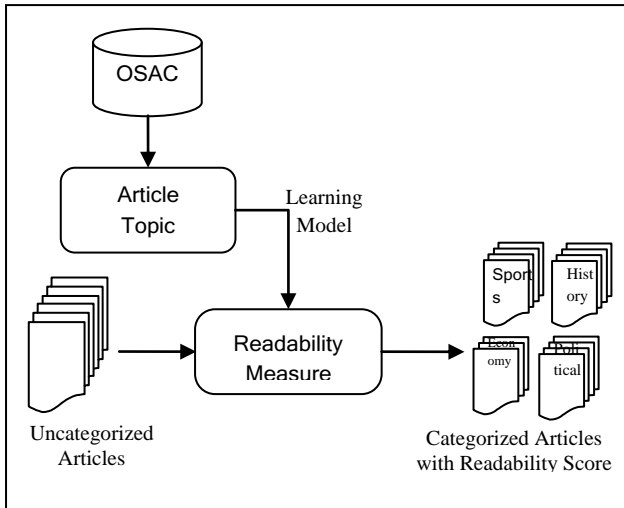 OSAC
Article
Topic
Learning
Model
Sport
s
Hist
ory
Readability
Measure
Econ
omy
Poli
tical
Uncategorized
Articles
Categorized Articles
with Readability Score